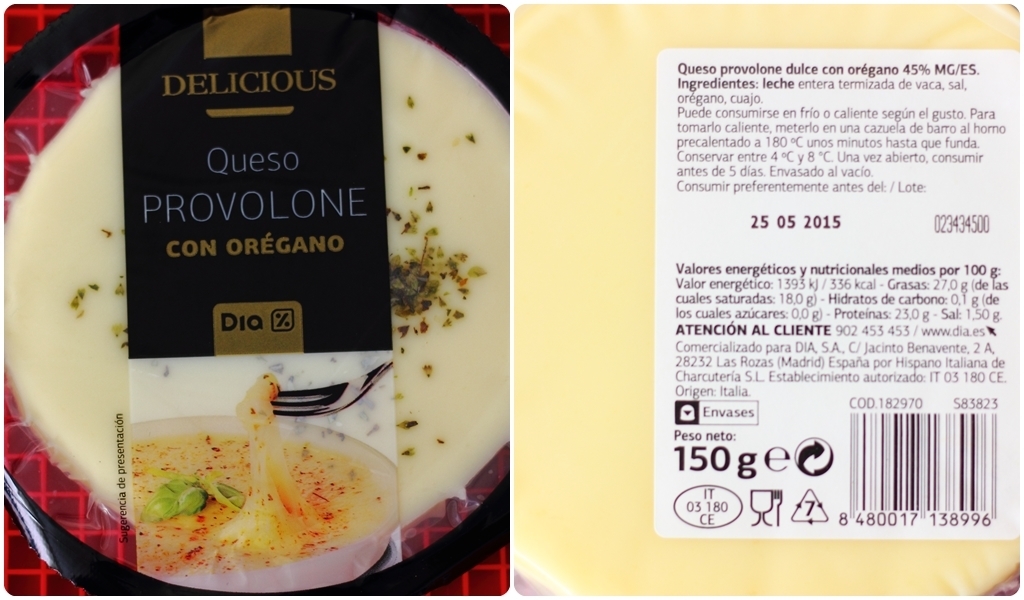 DELICIOUS
Queso
PROVOLONE
CON ORÉGANO
Dia %
Sugerencia de presentación
Queso provolone dulce con orégano 45% MG/ES.
Ingredientes: leche entera termizada de vaca, sal,
orégano, cuajo.
Puede consumirse en frío o caliente según el gusto. Para
tomarlo caliente, meterlo en una cazuela de barro al horno
precalentado a 180 ºC unos minutos hasta que funda.
Conservar entre 4 ºC y 8 °C. Una vez abierto, consumir
antes de 5 días. Envasado al vacío.
Consumir preferentemente antes del: / Lote:
25 05 2015 023434500
Valores energéticos y nutricionales medios por 100 g:
Valor energético: 1393 kJ / 336 kcal - Grasas: 27,0 g (de las
cuales saturadas: 18,0 g) - Hidratos de carbono: 0,1 g (de
los cuales azúcares: 0,0 g) - Proteínas: 23,0 g - Sal: 1,50 g.
ATENCIÓN AL CLIENTE 902 453 453 / www.dia.es
Comercializado para DIA, S.A., C/ Jacinto Benavente, 2 A,
28232 Las Rozas (Madrid) España por Hispano Italiana de
Charcutería S.L. Establecimiento autorizado: IT 03 180 CE.
Origen: Italia.
Envases
COD.182970 S83823
Peso neto:
150 g e
IT
03 180
CE
7
8 480017 138996